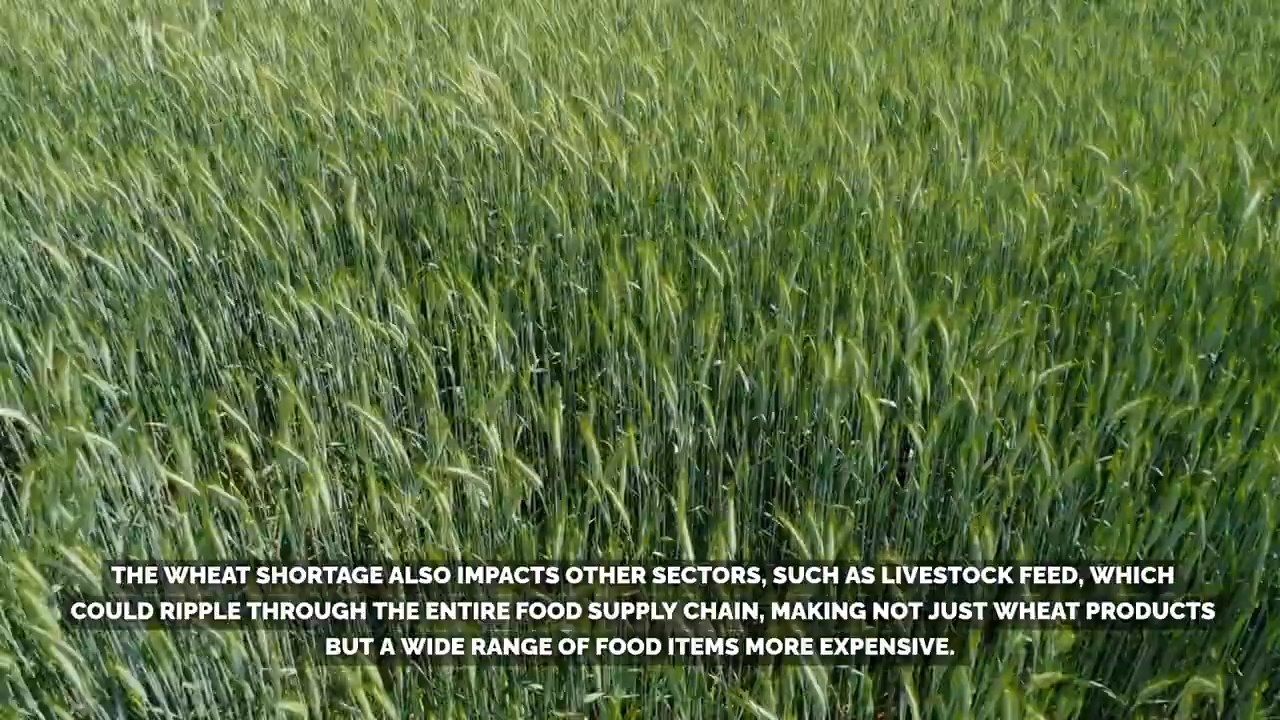 THE WHEAT SHORTAGE ALSO IMPACTS OTHER SECTORS, SUCH AS LIVESTOCK FEED, WHICH
COULD RIPPLE THROUGH THE ENTIRE FOOD SUPPLY CHAIN, MAKING NOT JUST WHEAT PRODUCTS
BUT A WIDE RANGE OF FOOD ITEMS MORE EXPENSIVE.